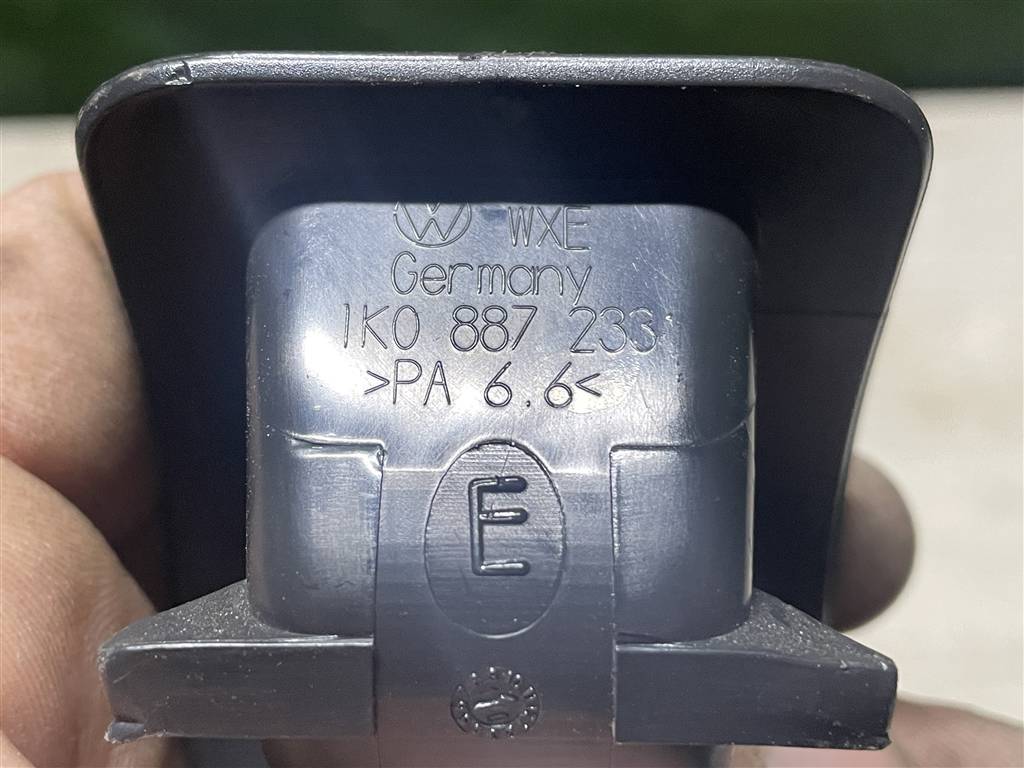 WXE
Germany
1K0 887 233
>PA 6.6<
E